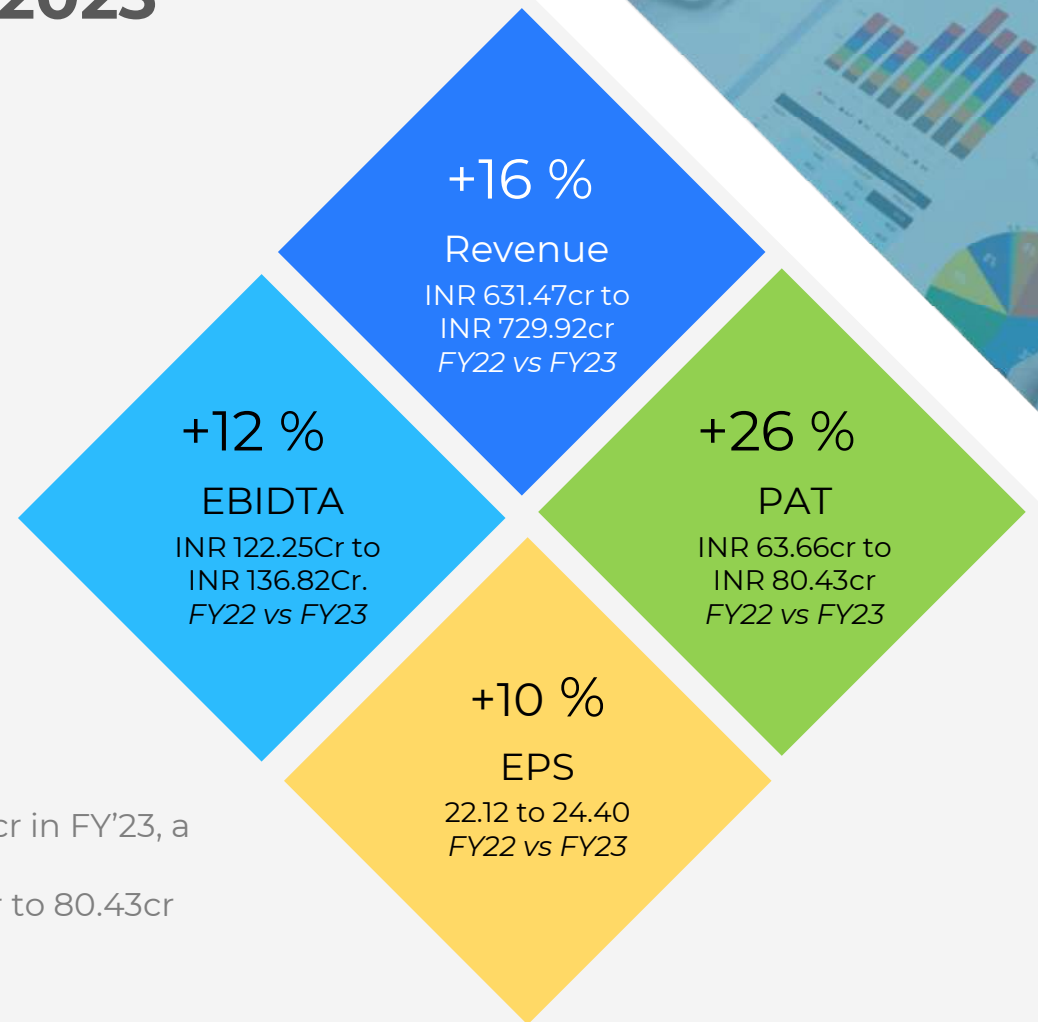 2023
+16 %
Revenue
INR 631.47cr to
INR 729.92cr
FY22 vs FY23
+12 %
EBIDTA
INR 122.25Cr to
INR 136.82Cr.
FY22 vs FY23
+26 %
PAT
INR 63.66cr to
INR 80.43cr
FY22 vs FY23
+10 %
EPS
22.12 to 24.40
FY22 vs FY23
cr in FY’23, a
to 80.43cr